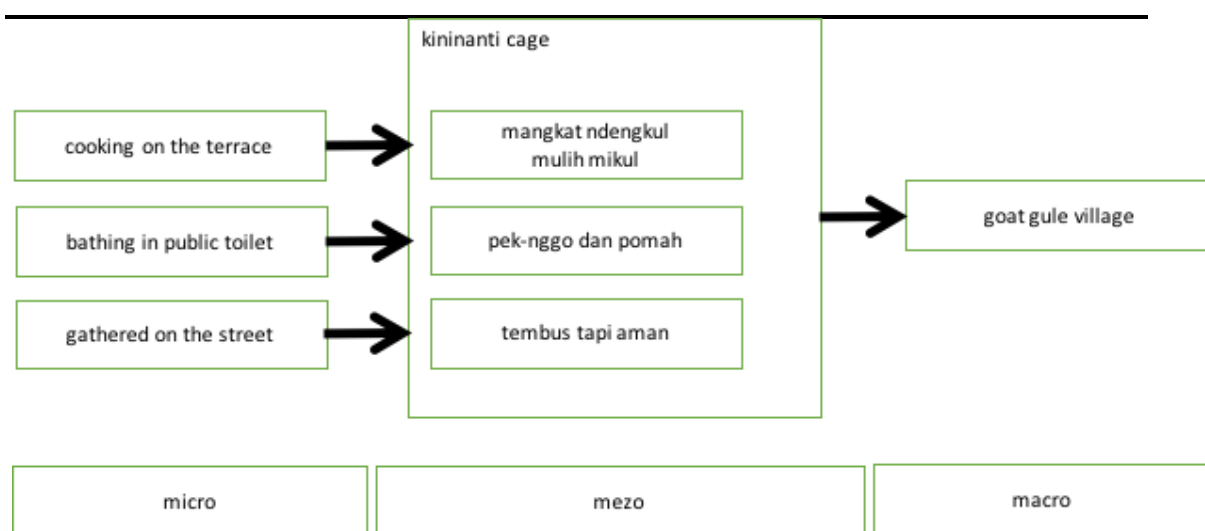 kininanti cage
cooking on the terrace
mangkat ndengkul
mulih mikul
goat gule village
bathing in public toilet
pek-nggo dan pomah
gathered on the street
tembus tapi aman
micro
mezo
macro